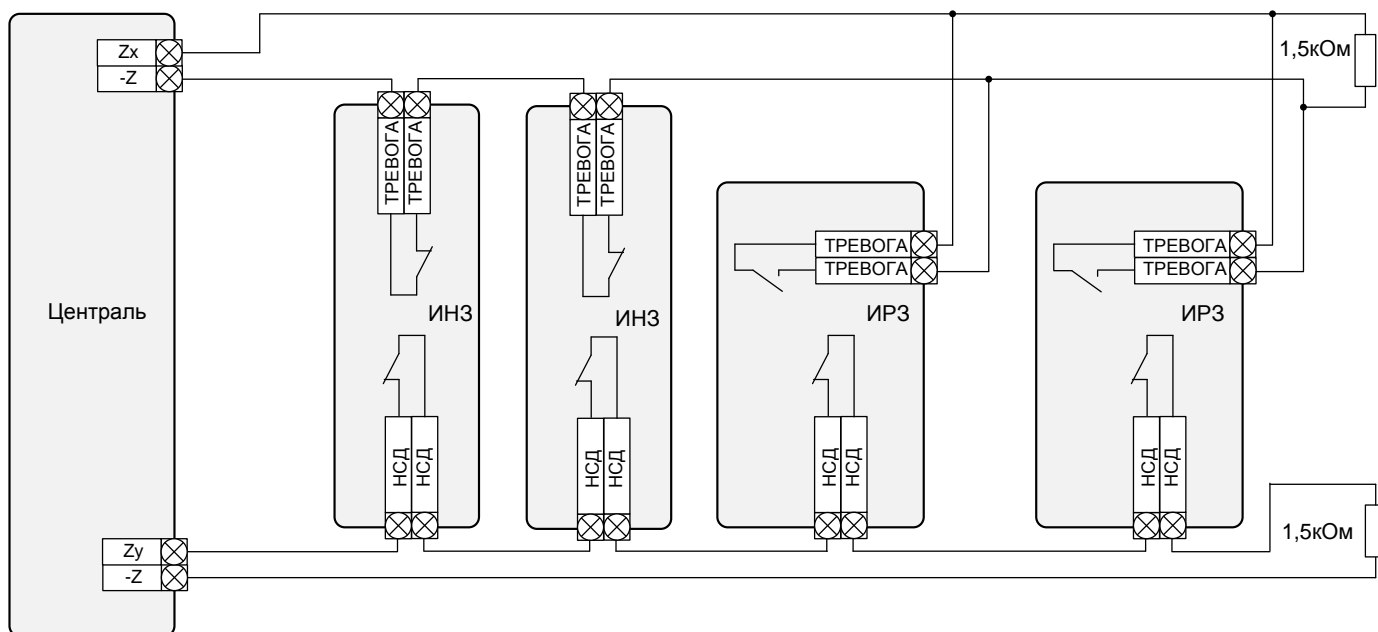 Zx
-Z
1,5кОм
ТРЕВОГА
ТРЕВОГА
ТРЕВОГА
ТРЕВОГА
ТРЕВОГА
ТРЕВОГА
ТРЕВОГА
ТРЕВОГА
Централь
ИНЗ
ИНЗ
ИРЗ
ИРЗ
НСД
НСД
НСД
НСД
НСД
НСД
НСД
НСД
Zy
-Z
1,5кОм